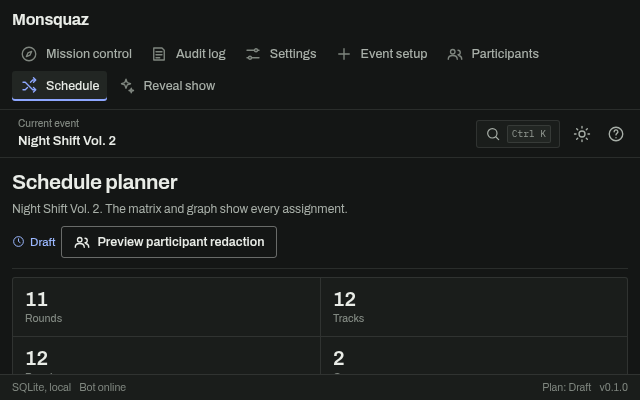 Monsquaz
Mission control Audit log Settings Event setup Participants
Schedule Reveal show
Current event
Night Shift Vol. 2
Ctrl K
Schedule planner
Night Shift Vol. 2. The matrix and graph show every assignment.
Draft Preview participant redaction
11 12
Rounds Tracks
12 2
SQLite, local Bot online Plan: Draft v0.1.0